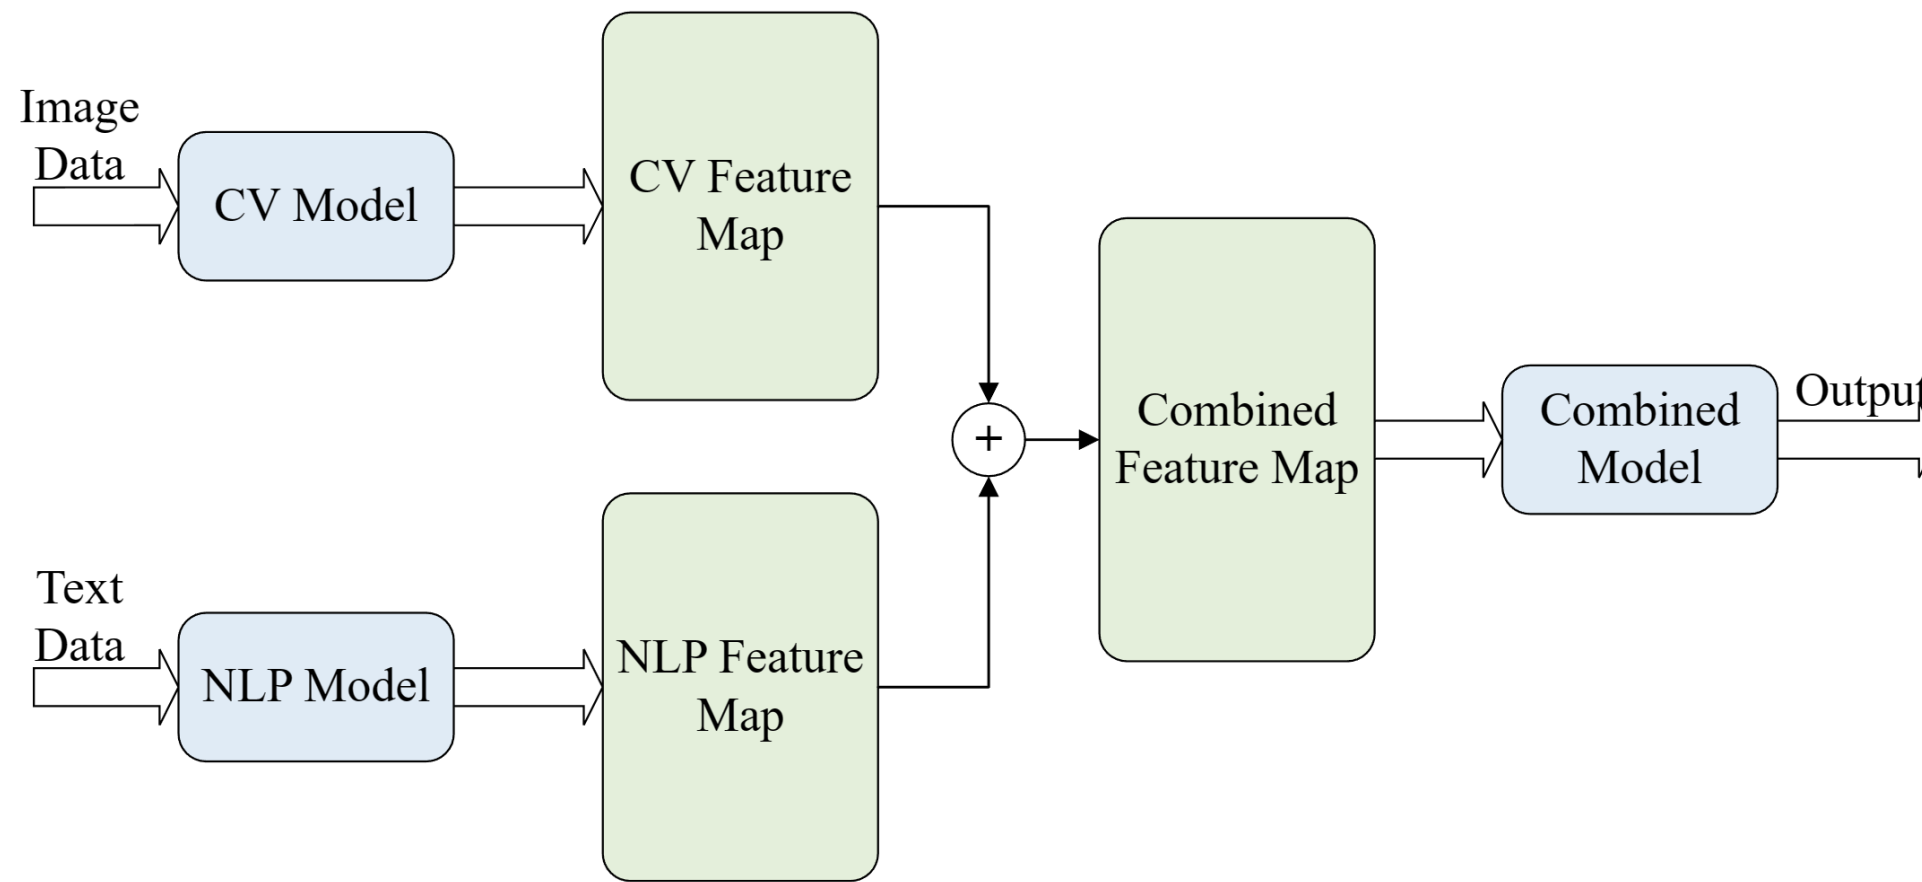 Image
Data
CV Model
CV Feature
Map
Text
Data
NLP Model
NLP Feature
Map
+
Combined
Feature Map
Combined
Model
Output